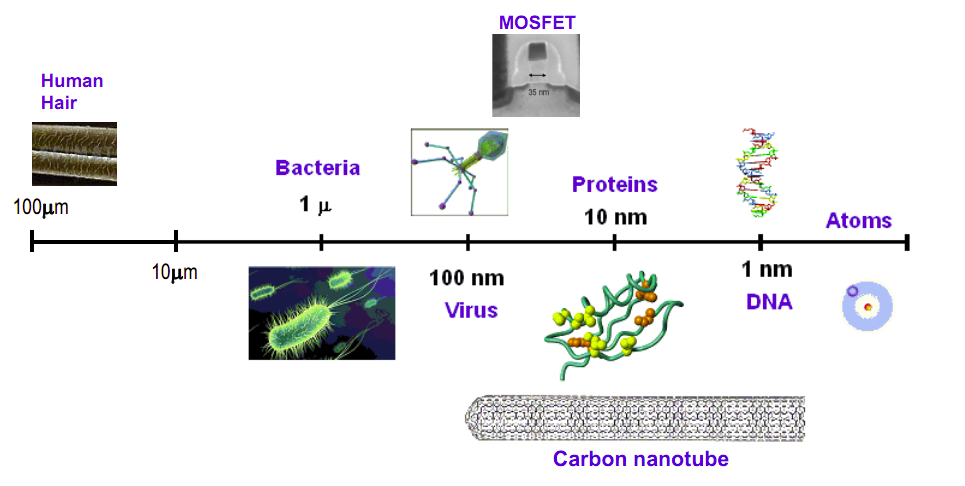 MOSFET
35 nm
Human
Hair
Bacteria
1 μ
Proteins
10 nm
Atoms
100μm
10μm
100 nm
Virus
1 nm
DNA
Carbon nanotube